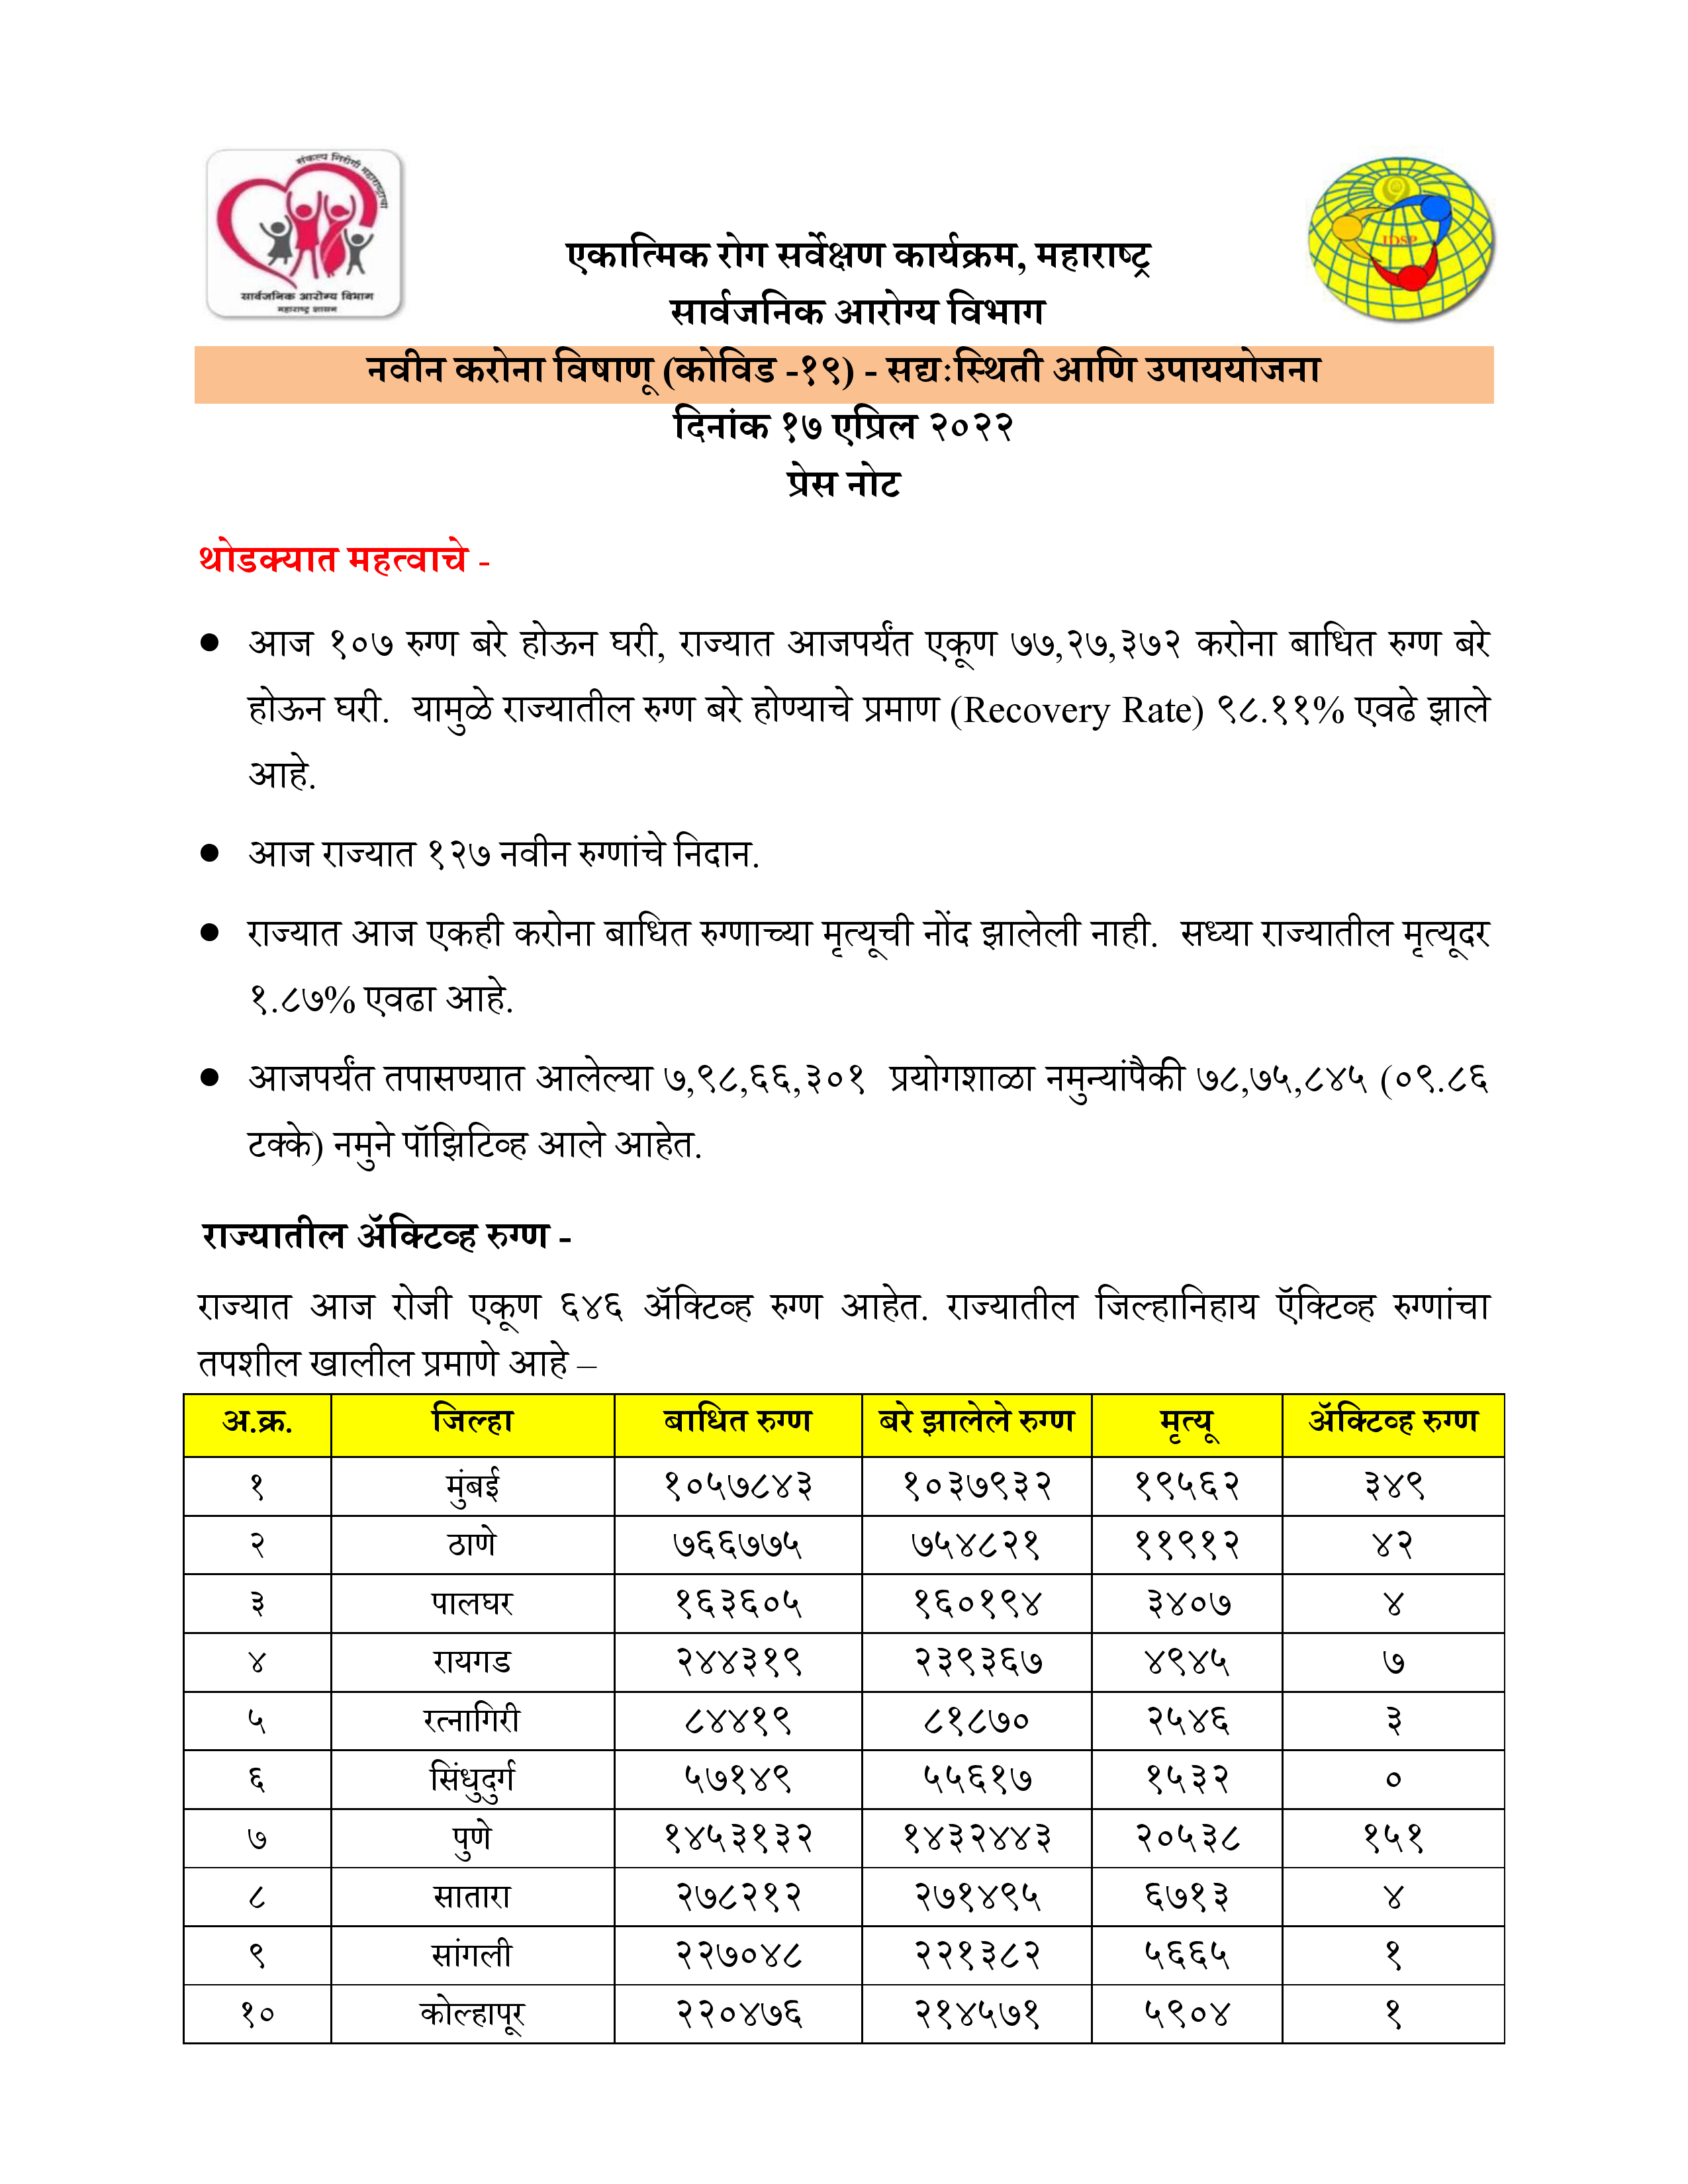 संकल्प निरोगी महाराष्ट्राचा
सार्वजनिक आरोग्य विभाग
महाराष्ट्र शासन
IDSP
एकात्मिक रोग सर्वेक्षण कार्यक्रम, महाराष्ट्र
सार्वजनिक आरोग्य विभाग
नवीन करोना विषाणू (कोविड -१९) - सद्यःस्थिती आणि उपाययोजना
दिनांक १७ एप्रिल २०२२
प्रेस नोट
थोडक्यात महत्वाचे -
● आज १०७ रुग्ण बरे होऊन घरी, राज्यात आजपर्यंत एकूण ७७,२७,३७२ करोना बाधित रुग्ण बरे
होऊन घरी. यामुळे राज्यातील रुग्ण बरे होण्याचे प्रमाण (Recovery Rate) ९८.११% एवढे झाले
आहे.
● आज राज्यात १२७ नवीन रुग्णांचे निदान.
● राज्यात आज एकही करोना बाधित रुग्णाच्या मृत्यूची नोंद झालेली नाही. सध्या राज्यातील मृत्यूदर
१.८७% एवढा आहे.
● आजपर्यंत तपासण्यात आलेल्या ७,९८,६६,३०१ प्रयोगशाळा नमुन्यांपैकी ७८,७५,८४५ (०९.८६
टक्के) नमुने पॉझिटिव्ह आले आहेत.
राज्यातील ॲक्टिव्ह रुग्ण -
राज्यात आज रोजी एकूण ६४६ ॲक्टिव्ह रुग्ण आहेत. राज्यातील जिल्हानिहाय ऍक्टिव्ह रुग्णांचा
तपशील खालील प्रमाणे आहे –
अ.क्र. जिल्हा बाधित रुग्ण बरे झालेले रुग्ण मृत्यू ॲक्टिव्ह रुग्ण
१ मुंबई १०५७८४३ १०३७९३२ १९५६२ ३४९
२ ठाणे ७६६७७५ ७५४८२१ ११९१२ ४२
३ पालघर १६३६०५ १६०१९४ ३४०७ ४
४ रायगड २४४३१९ २३९३६७ ४९४५ ७
५ रत्नागिरी ८४४१९ ८१८७० २५४६ ३
६ सिंधुदुर्ग ५७१४९ ५५६१७ १५३२ ०
७ पुणे १४५३१३२ १४३२४४३ २०५३८ १५१
८ सातारा २७८२१२ २७१४९५ ६७१३ ४
९ सांगली २२७०४८ २२१३८२ ५६६५ १
१० कोल्हापूर २२०४७६ २१४५७१ ५९०४ १